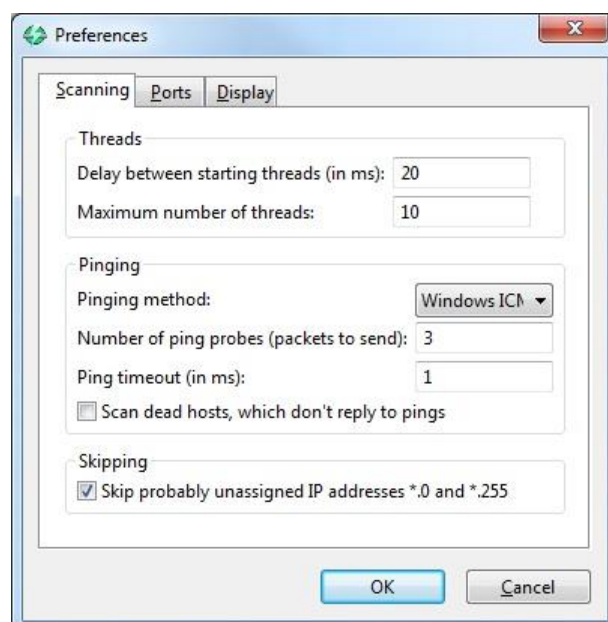 Preferences
Scanning Ports Display
Threads
Delay between starting threads (in ms): 20
Maximum number of threads: 10
Pinging
Pinging method: Windows ICM
Number of ping probes (packets to send): 3
Ping timeout (in ms): 1
Scan dead hosts, which don't reply to pings
Skipping
Skip probably unassigned IP addresses *.0 and *.255
OK Cancel